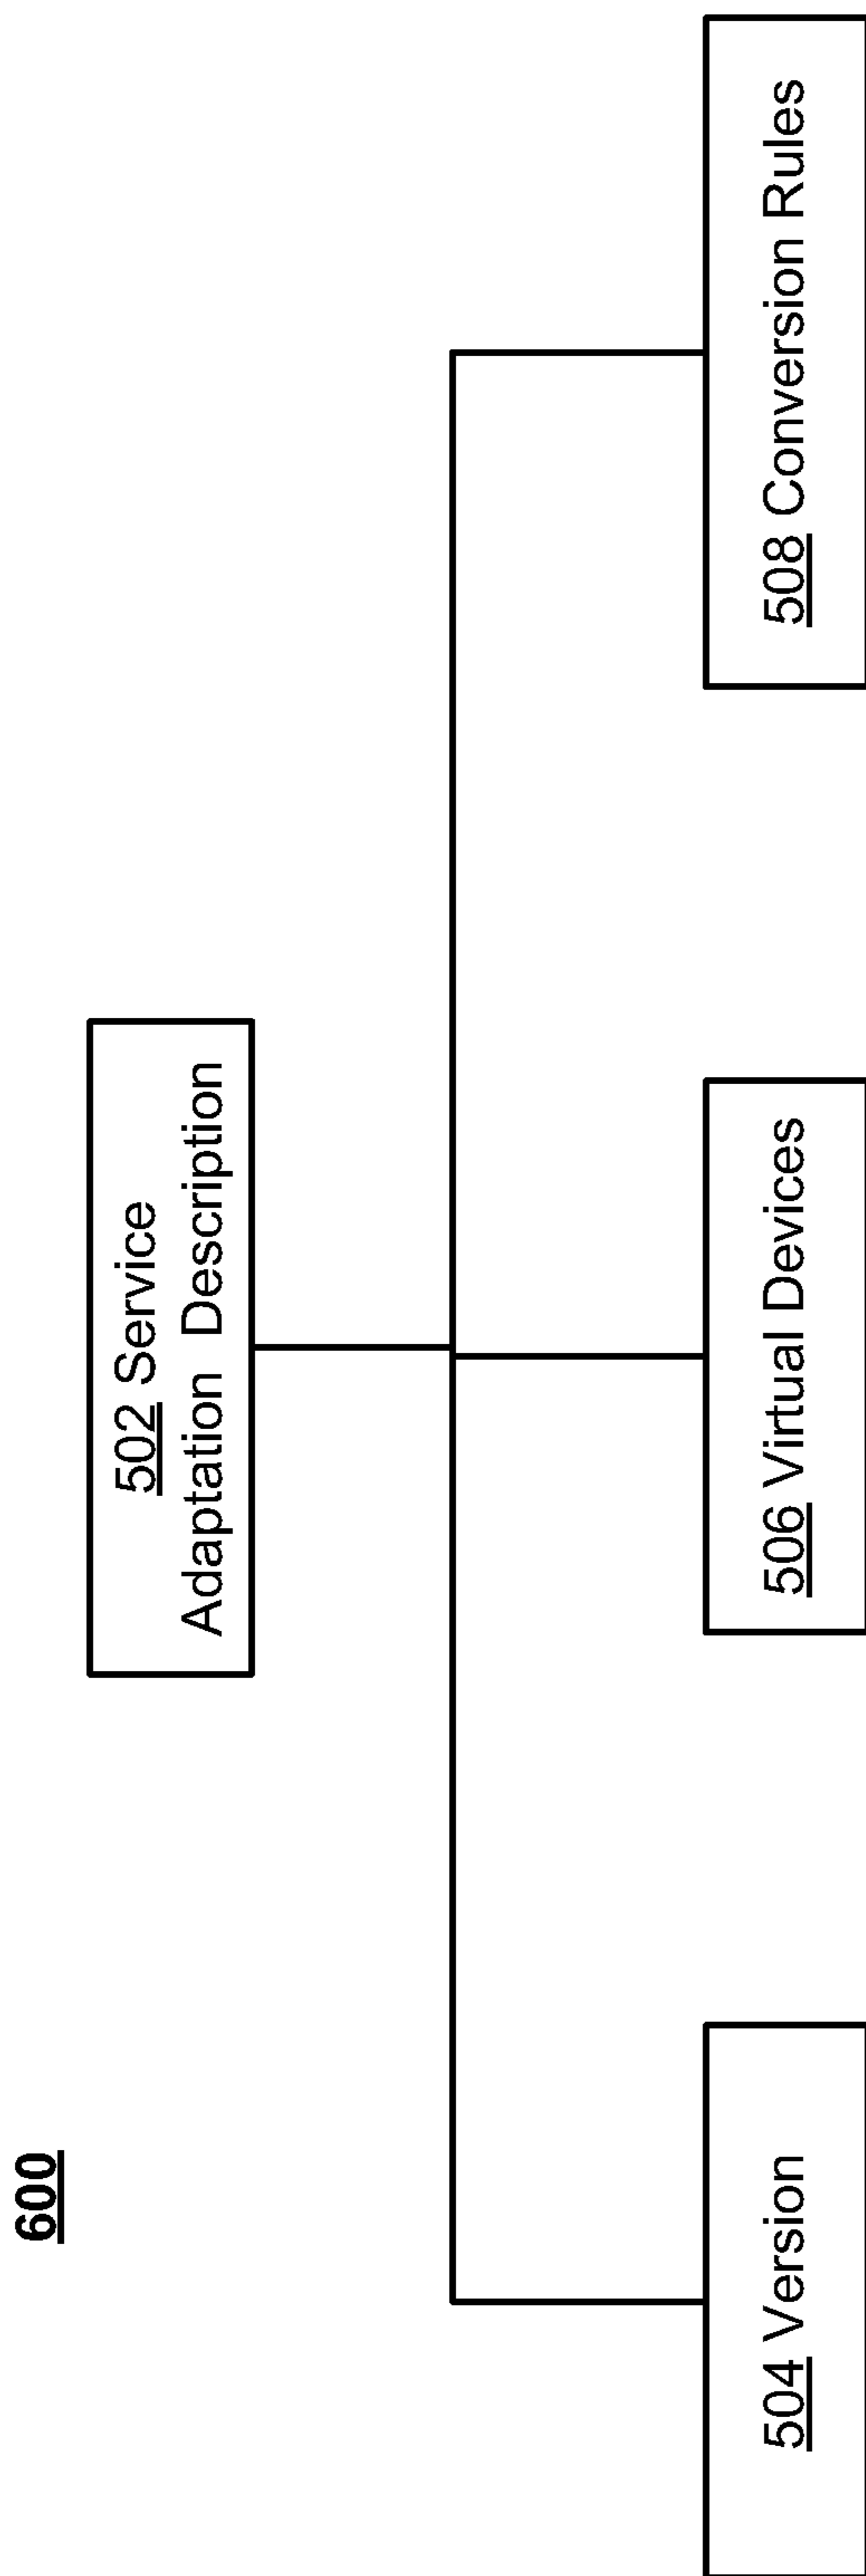 600
502 Service
Adaptation Description
504 Version
506 Virtual Devices
508 Conversion Rules